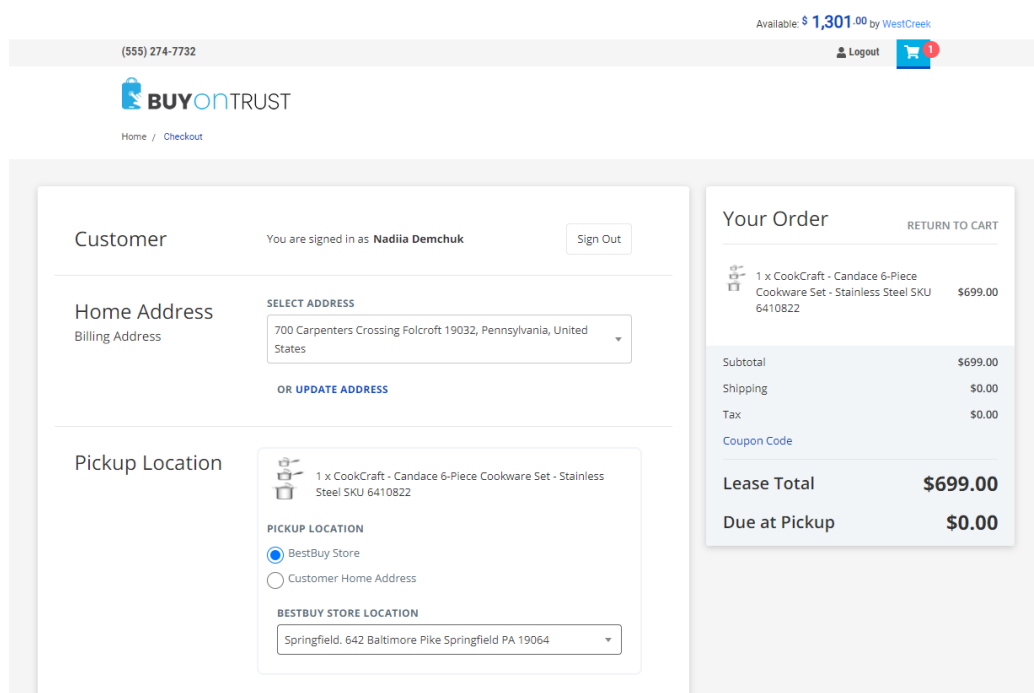 Available: $ 1,301.00 by WestCreek
(555) 274-7732
Logout
1
BUYonTRUST
Home / Checkout
Customer
You are signed in as Nadiia Demchuk
Sign Out
Home Address
Billing Address
SELECT ADDRESS
700 Carpenters Crossing Folcroft 19032, Pennsylvania, United
States
OR UPDATE ADDRESS
Pickup Location
1 x CookCraft - Candace 6-Piece Cookware Set - Stainless
Steel SKU 6410822
PICKUP LOCATION
BestBuy Store
Customer Home Address
BESTBUY STORE LOCATION
Springfield. 642 Baltimore Pike Springfield PA 19064
Your Order
RETURN TO CART
1 x CookCraft - Candace 6-Piece
Cookware Set - Stainless Steel SKU $699.00
6410822
Subtotal $699.00
Shipping $0.00
Tax $0.00
Coupon Code
Lease Total $699.00
Due at Pickup $0.00